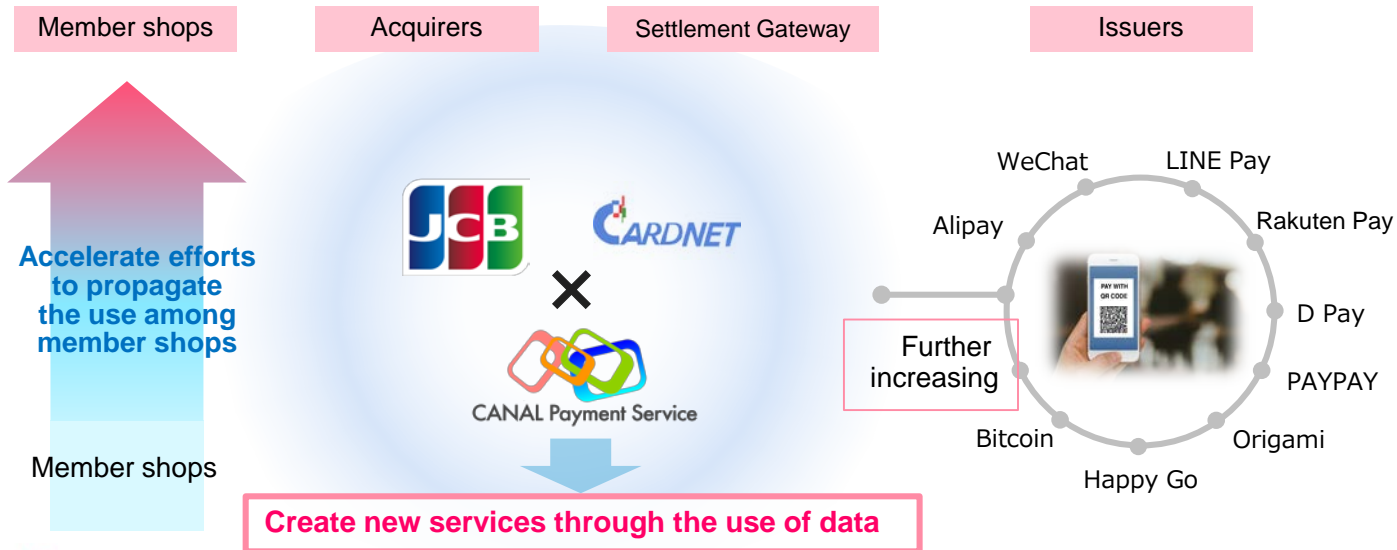 Member shops
Acquirers
Settlement Gateway
Issuers
Accelerate efforts
to propagate
the use among
member shops
Member shops
JCB
CARDNET
CANAL Payment Service
Create new services through the use of data
WeChat
LINE Pay
Alipay
Rakuten Pay
PAY WITH
QR CODE
D Pay
Further
increasing
PAYPAY
Bitcoin
Origami
Happy Go